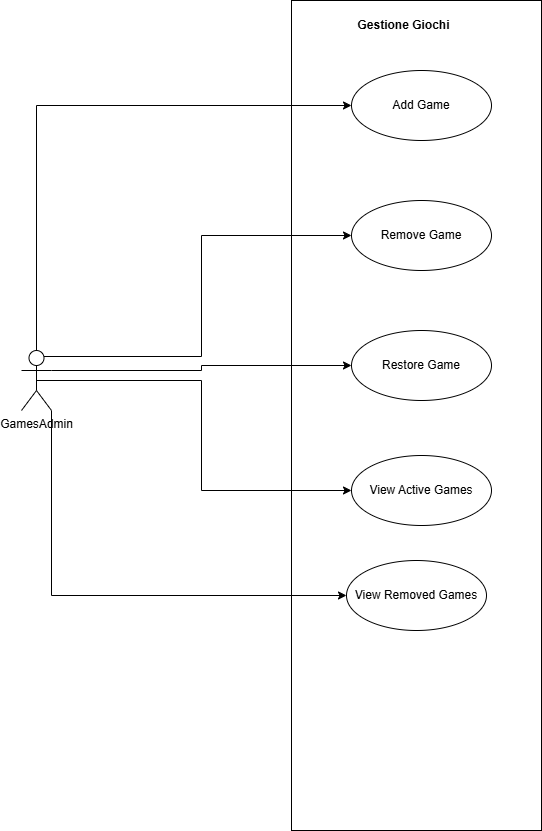 Gestione Giochi
Add Game
Remove Game
Restore Game
GamesAdmin
View Active Games
View Removed Games